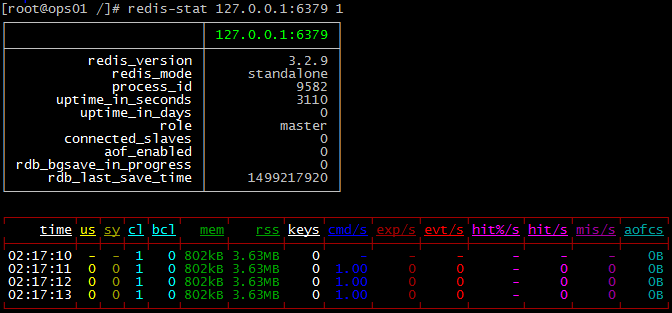 [root@ops01 /]# redis-stat 127.0.0.1:6379 1
127.0.0.1:6379
redis_version 3.2.9
redis_mode standalone
process_id 9582
uptime_in_seconds 3110
uptime_in_days 0
role master
connected_slaves 0
aof_enabled 0
rdb_bgsave_in_progress 0
rdb_last_save_time 1499217920
time us sy cl bcl mem rss keys cmd/s exp/s evt/s hit%/s hit/s mis/s aofcs
02:17:10 - - 1 0 802kB 3.63MB 0 - - - - - - 0B
02:17:11 0 0 1 0 802kB 3.63MB 0 1.00 0 0 - 0 0 0B
02:17:12 0 0 1 0 802kB 3.63MB 0 1.00 0 0 - 0 0 0B
02:17:13 0 0 1 0 802kB 3.63MB 0 1.00 0 0 - 0 0 0B